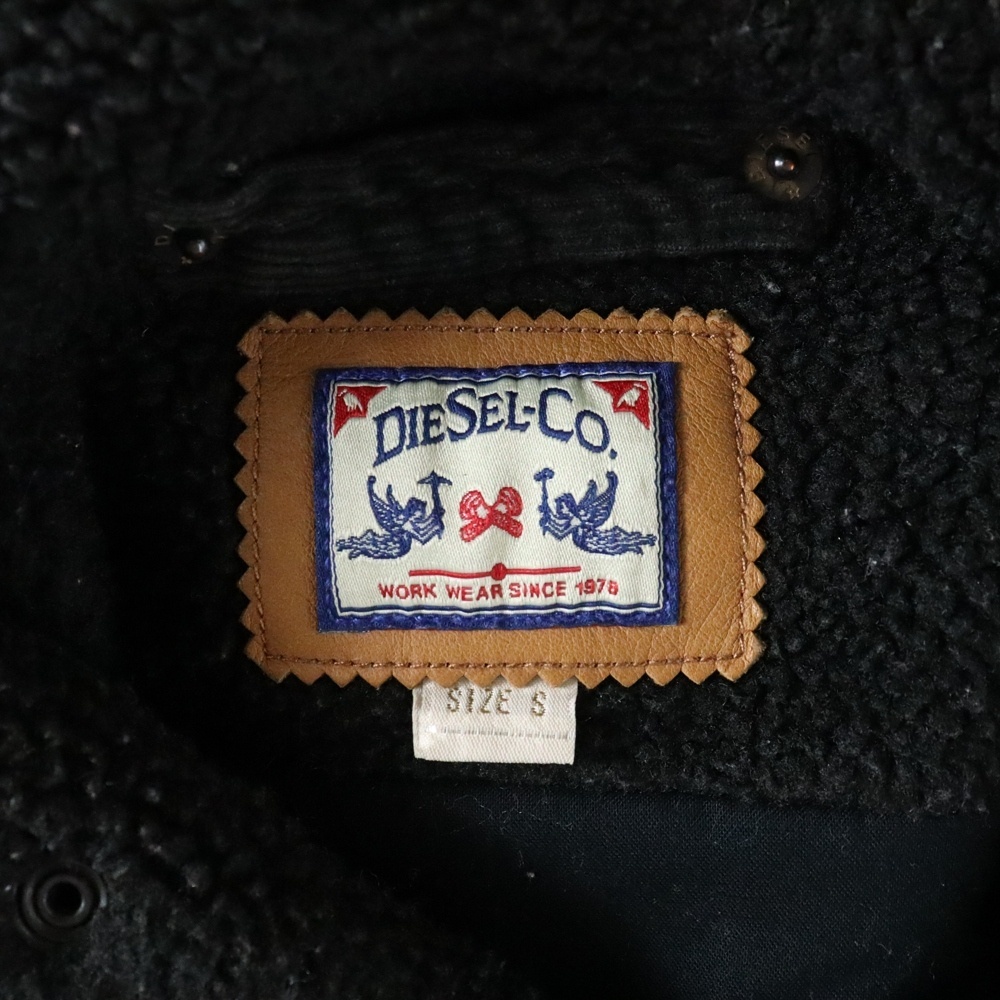 DIESEL-CO.
WORK WEAR SINCE 1978
SIZE S